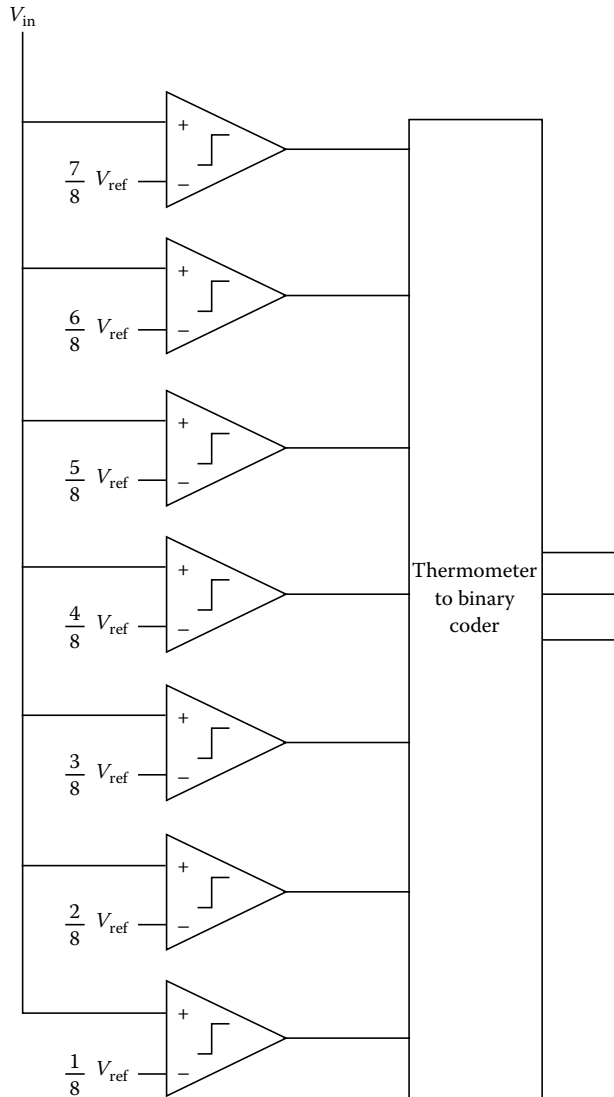 V_in
+
7/8 V_ref −
+
6/8 V_ref −
+
5/8 V_ref −
+
4/8 V_ref −
Thermometer
to binary
coder
+
3/8 V_ref −
+
2/8 V_ref −
+
1/8 V_ref −